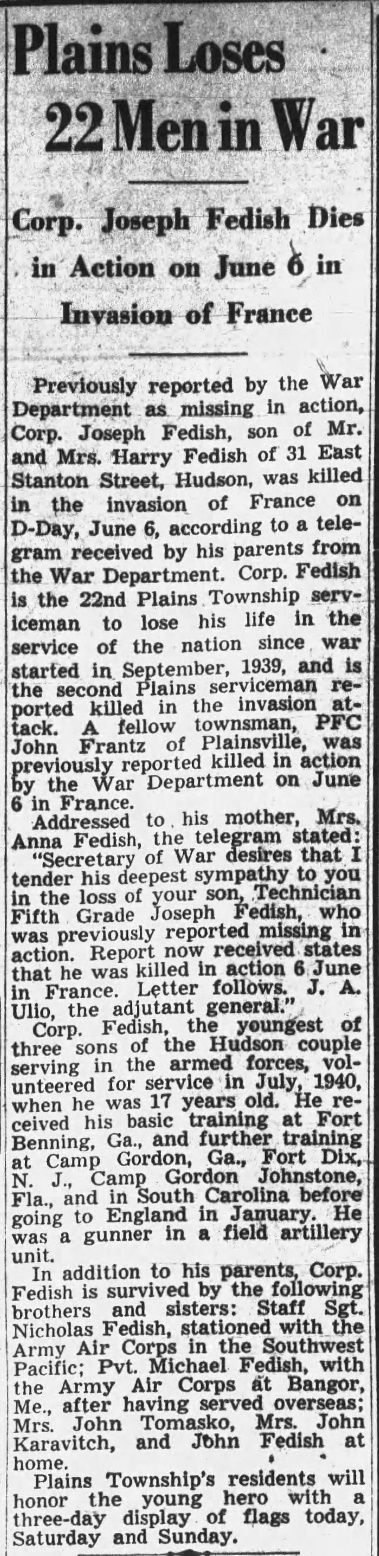 Plains Loses
22 Men in War
Corp. Joseph Fedish Dies
in Action on June 6 in
Invasion of France
Previously reported by the War
Department as missing in action,
Corp. Joseph Fedish, son of Mr.
and Mrs. Harry Fedish of 31 East
Stanton Street, Hudson, was killed
in the invasion of France on
D-Day, June 6, according to a tele-
gram received by his parents from
the War Department. Corp. Fedish
is the 22nd Plains Township serv-
iceman to lose his life in the
service of the nation since war
started in September, 1939, and is
the second Plains serviceman re-
ported killed in the invasion at-
tack. A fellow townsman, PFC
John Frantz of Plainsville, was
previously reported killed in action
by the War Department on June
6 in France.
Addressed to his mother, Mrs.
Anna Fedish, the telegram stated:
"Secretary of War desires that I
tender his deepest sympathy to you
in the loss of your son, Technician
Fifth Grade Joseph Fedish, who
was previously reported missing in
action. Report now received states
that he was killed in action 6 June
in France. Letter follows. J. A.
Ulio, the adjutant general."
Corp. Fedish, the youngest of
three sons of the Hudson couple
serving in the armed forces, vol-
unteered for service in July, 1940,
when he was 17 years old. He re-
ceived his basic training at Fort
Benning, Ga., and further training
at Camp Gordon, Ga., Fort Dix,
N. J., Camp Gordon Johnstone,
Fla., and in South Carolina before
going to England in January. He
was a gunner in a field artillery
unit.
In addition to his parents, Corp.
Fedish is survived by the following
brothers and sisters: Staff Sgt.
Nicholas Fedish, stationed with the
Army Air Corps in the Southwest
Pacific; Pvt. Michael Fedish, with
the Army Air Corps at Bangor,
Me., after having served overseas;
Mrs. John Tomasko, Mrs. John
Karavitch, and John Fedish at
home.
Plains Township's residents will
honor the young hero with a
three-day display of flags today,
Saturday and Sunday.